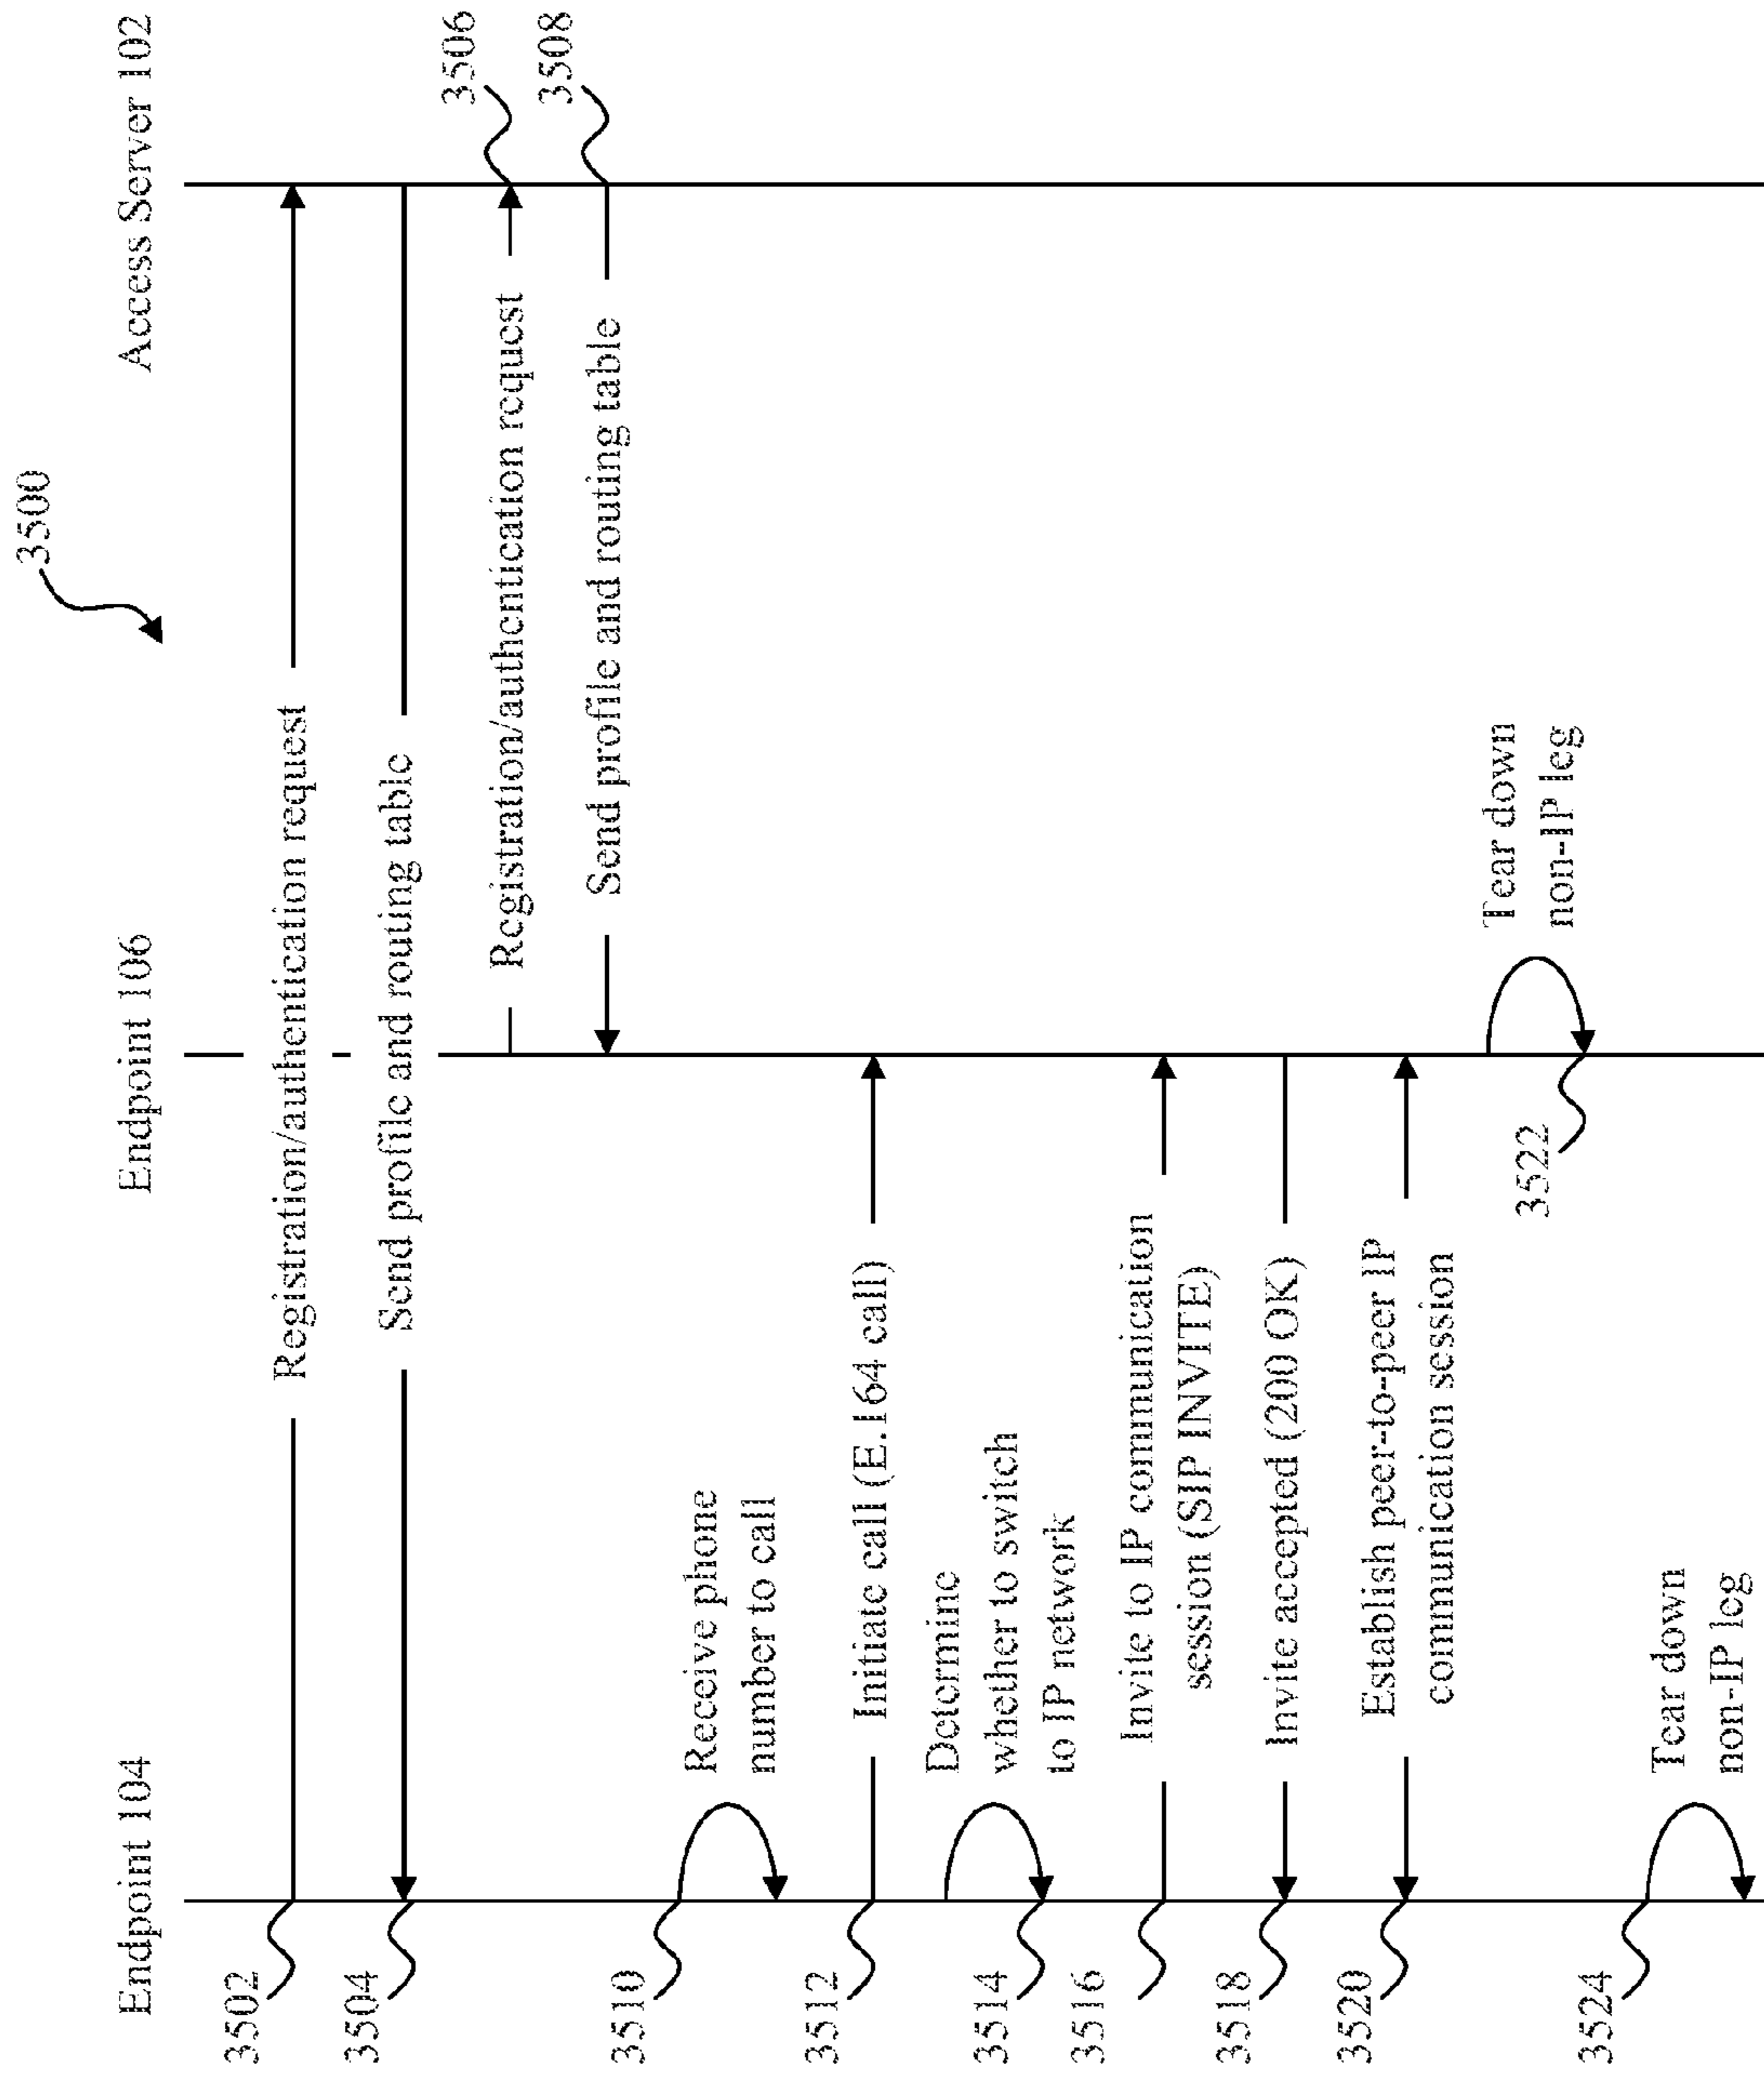 3500
Endpoint 104
Endpoint 106
Access Server 102
3502
Registration/authentication request
3504
Send profile and routing table
Registration/authentication request
3506
Send profile and routing table
3508
3510
Receive phone
number to call
3512
Initiate call (E.164 call)
3514
Determine
whether to switch
to IP network
3516
Invite to IP communication
session (SIP INVITE)
3518
Invite accepted (200 OK)
3520
Establish peer-to-peer IP
communication session
3522
Tear down
non-IP leg
3524
Tear down
non-IP leg